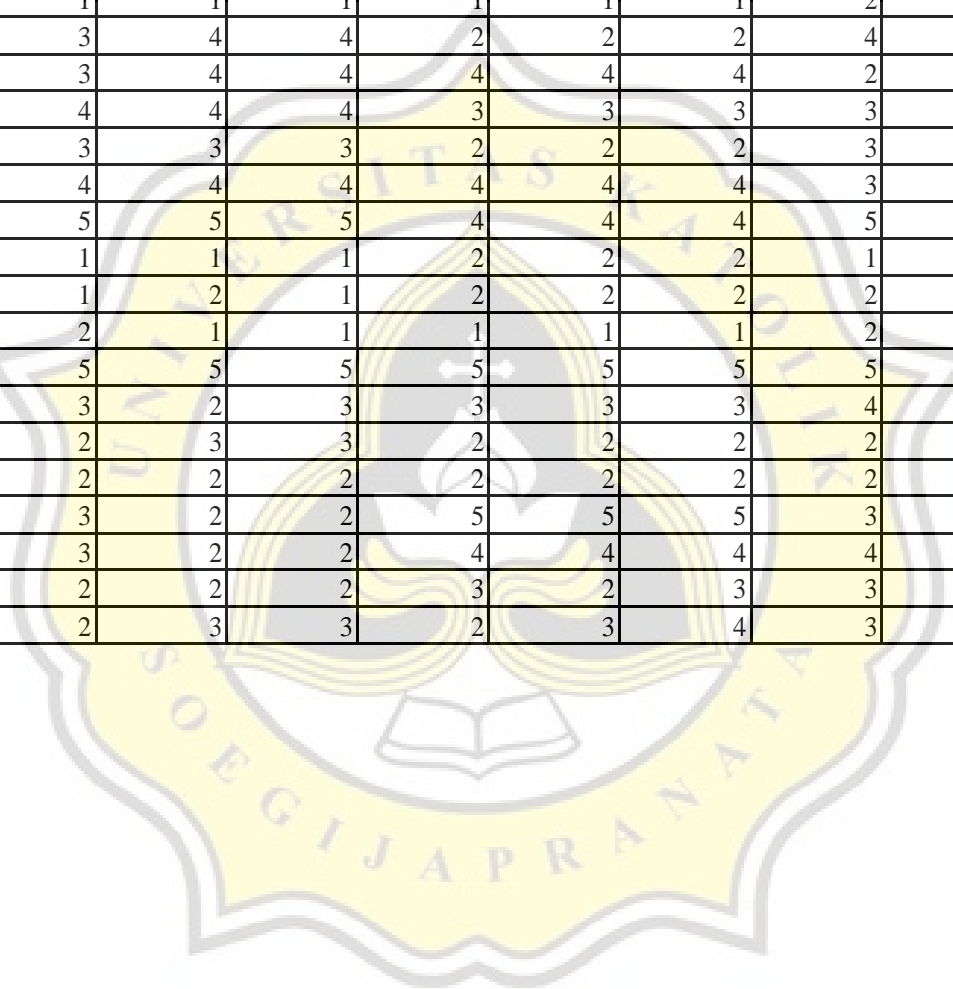 1 1 1 1 1 1 2
3 4 4 2 2 2 4
3 4 4 4 4 4 2
4 4 4 3 3 3 3
3 3 3 2 2 2 3
4 4 4 4 4 4 3
5 5 5 4 4 4 5
1 1 1 2 2 2 1
1 2 1 2 2 2 2
2 1 1 1 1 1 2
5 5 5 5 5 5 5
3 2 3 3 3 3 4
2 3 3 2 2 2 2
2 2 2 2 2 2 2
3 2 2 5 5 5 3
3 2 2 4 4 4 4
2 2 2 3 2 3 3
2 3 3 2 3 4 3
UNIVERSITAS KATOLIK
SOEGIJAPRANATA